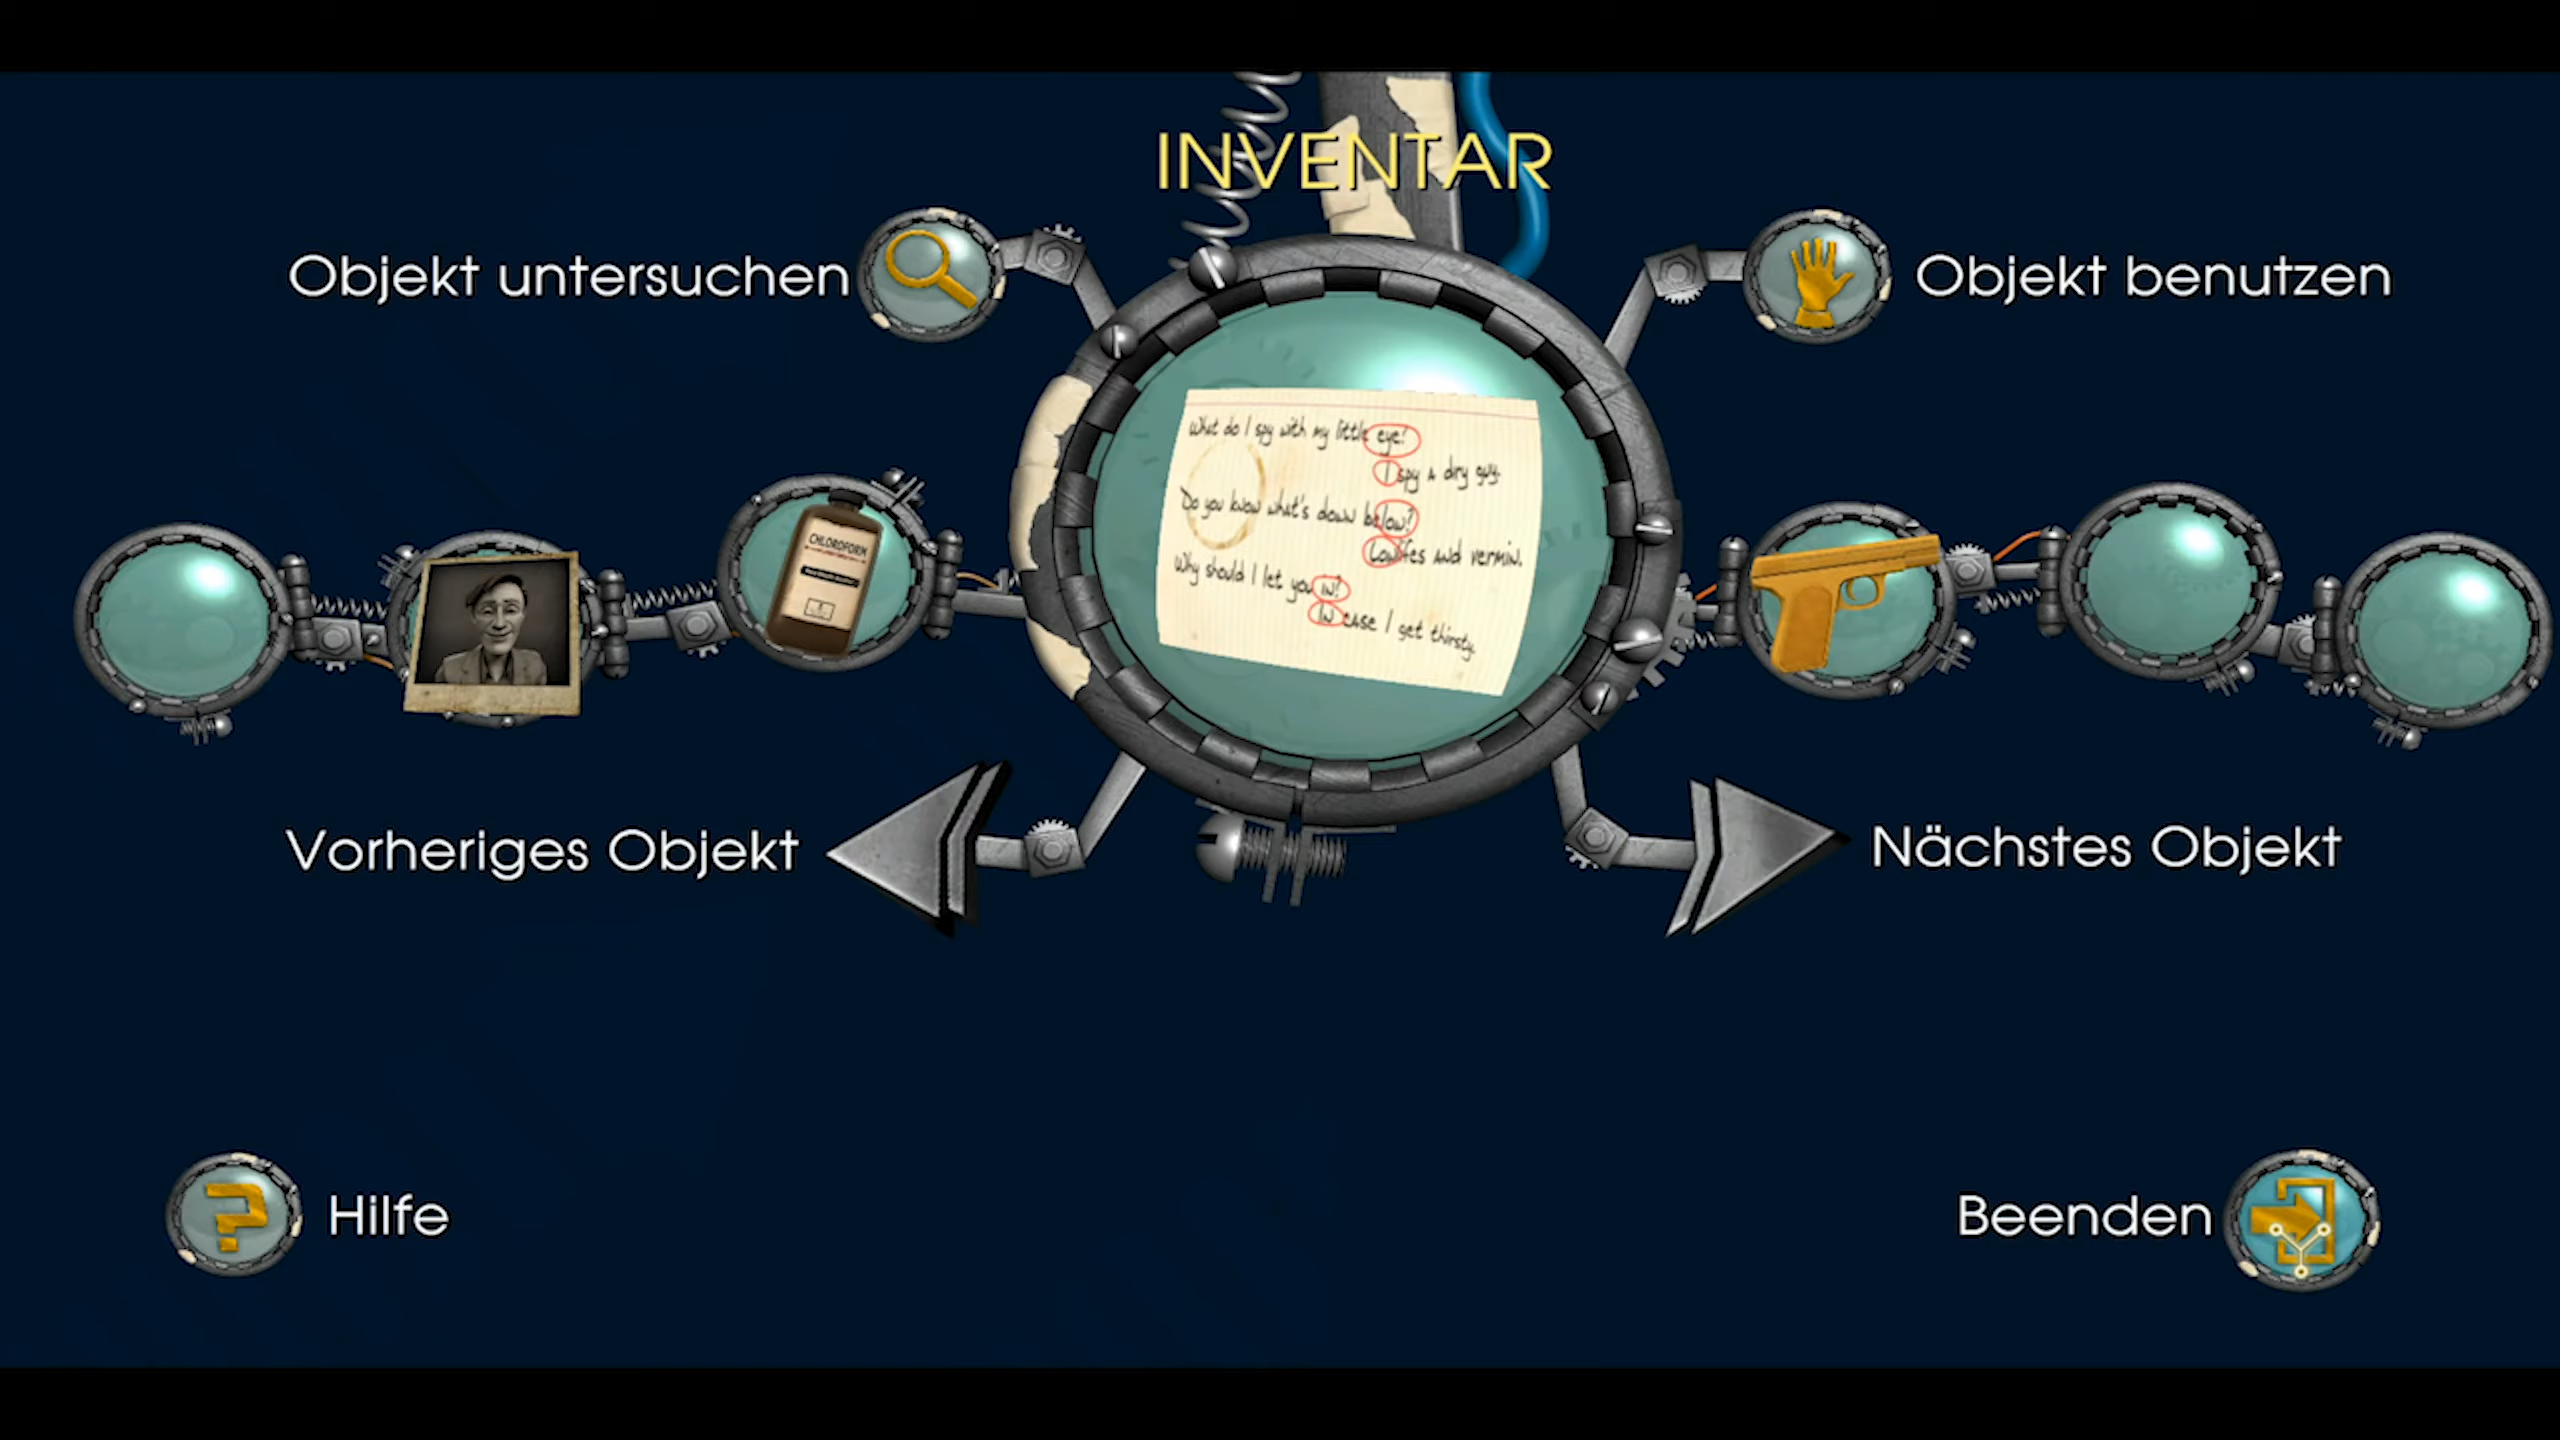 INVENTAR
Objekt untersuchen
Objekt benutzen
What do I spy with my little eye?
I spy a dry guy.
Do you know what's down below?
Lowlifes and vermin.
Why should I let you in?
In case I get thirsty.
CHLOROFORM
Vorheriges Objekt
Nächstes Objekt
Hilfe
Beenden